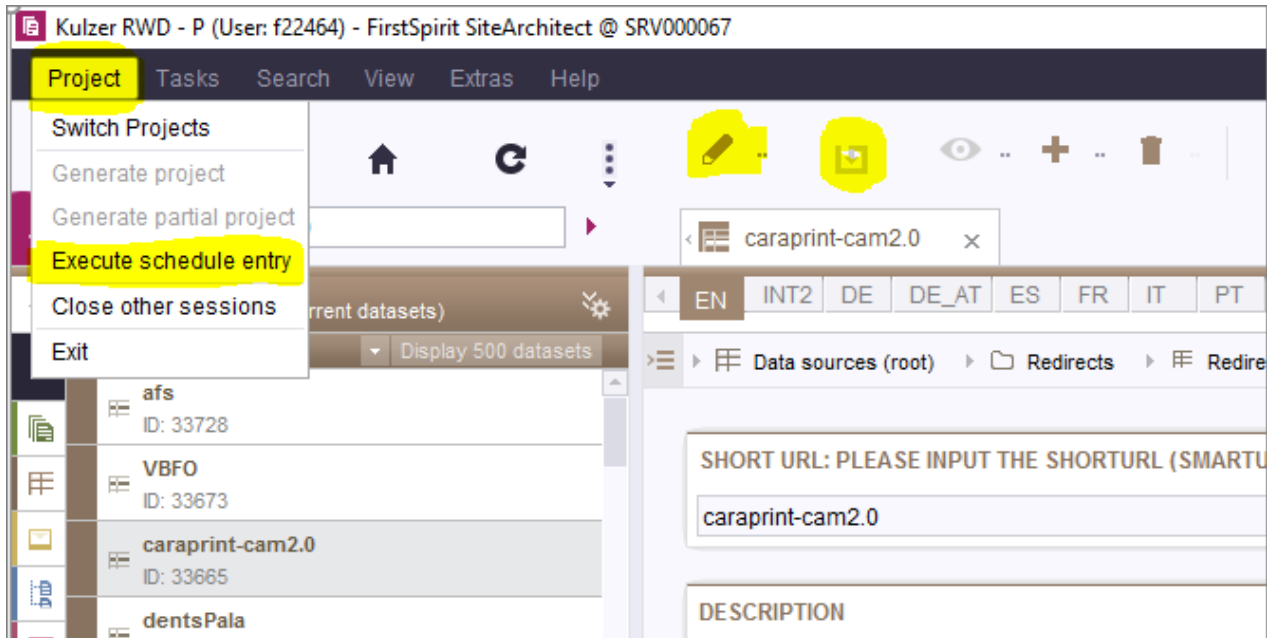 Kulzer RWD - P (User: f22464) - FirstSpirit SiteArchitect @ SRV000067
Project Tasks Search View Extras Help
Switch Projects
Generate project
Generate partial project
Execute schedule entry
Close other sessions
Exit
caraprint-cam2.0
rrent datasets)
Display 500 datasets
EN INT2 DE DE_AT ES FR IT PT
Data sources (root) Redirects Redire
afs
ID: 33728
VBFO
ID: 33673
caraprint-cam2.0
ID: 33665
dentsPala
SHORT URL: PLEASE INPUT THE SHORTURL (SMARTU
caraprint-cam2.0
DESCRIPTION